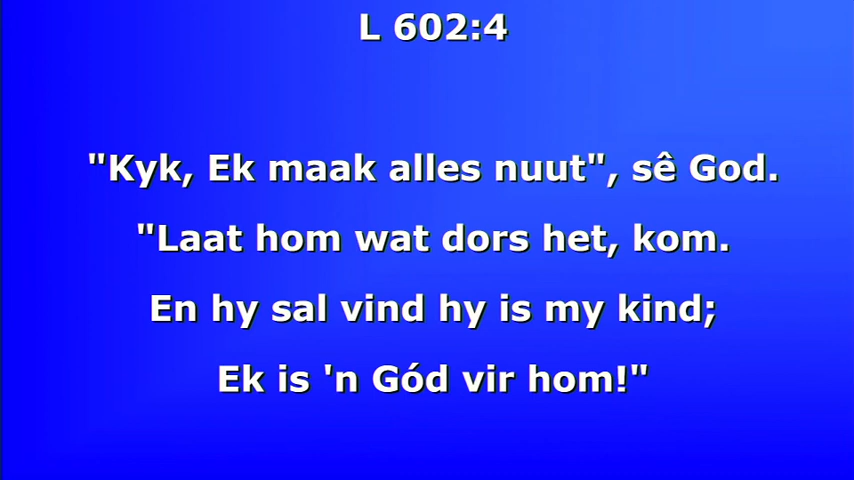 L 602:4
"Kyk, Ek maak alles nuut", sê God.
"Laat hom wat dors het, kom.
En hy sal vind hy is my kind;
Ek is 'n Gód vir hom!"